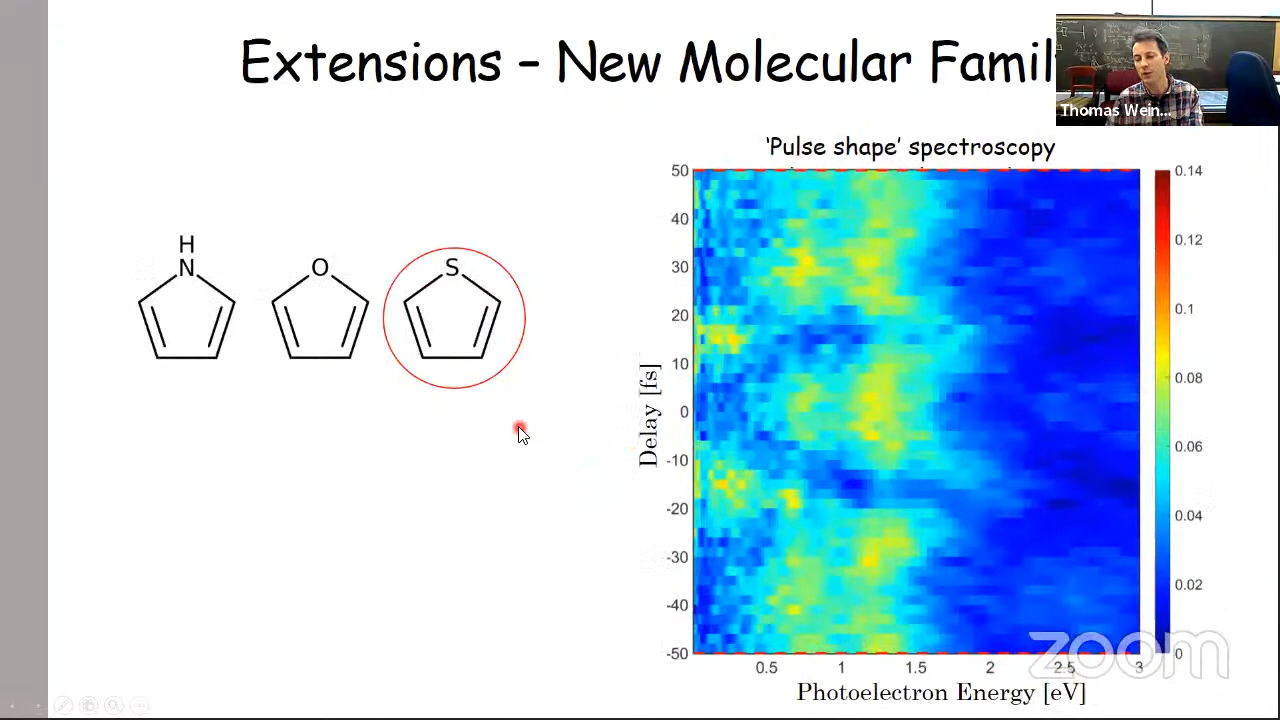 Extensions – New Molecular Famil
Thomas Wein...
'Pulse shape' spectroscopy
H
N
O
S
50
40
30
20
10
0
-10
-20
-30
-40
-50
Delay [fs]
0.5
1
1.5
2
2.5
3
Photoelectron Energy [eV]
0.14
0.12
0.1
0.08
0.06
0.04
0.02
0
zoom